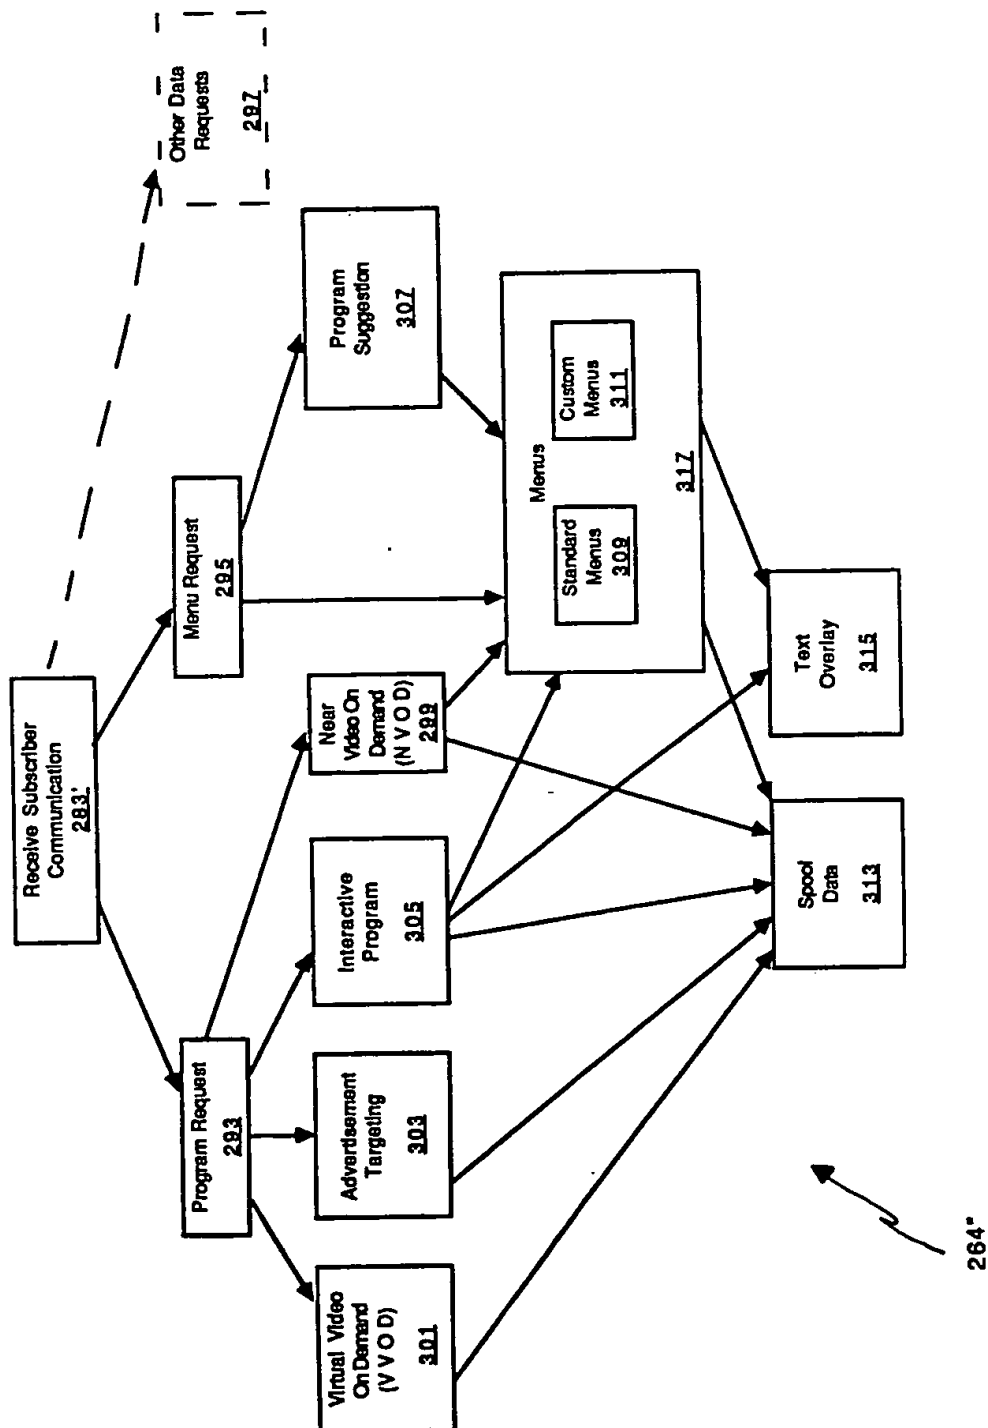 Receive Subscriber
Communication
283'
Other Data
Requests
297
Program Request
293
Menu Request
295
Virtual Video
On Demand
(V V O D)
301
Advertisement
Targeting
303
Interactive
Program
305
Near
Video On
Demand
(N V O D)
299
Program
Suggestion
307
Menus
Standard
Menus
309
Custom
Menus
311
317
Spool
Data
313
Text
Overlay
315
264"